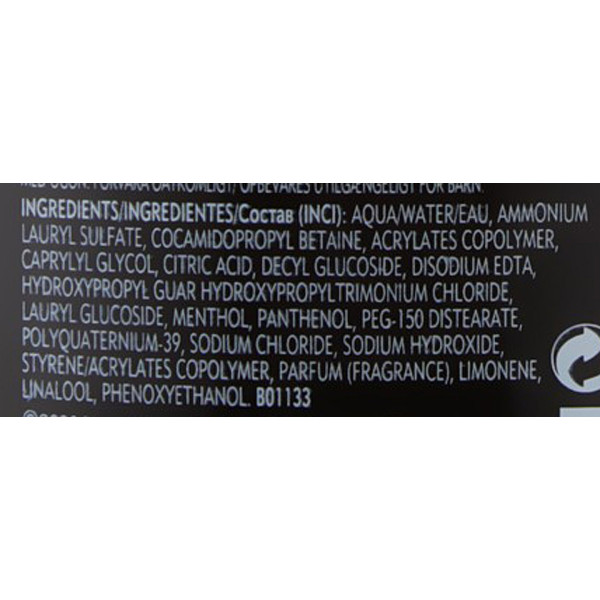 INGREDIENTS/INGREDIENTES/Состав (INCI): AQUA/WATER/EAU, AMMONIUM
LAURYL SULFATE, COCAMIDOPROPYL BETAINE, ACRYLATES COPOLYMER,
CAPRYLYL GLYCOL, CITRIC ACID, DECYL GLUCOSIDE, DISODIUM EDTA,
HYDROXYPROPYL GUAR HYDROXYPROPYLTRIMONIUM CHLORIDE,
LAURYL GLUCOSIDE, MENTHOL, PANTHENOL, PEG-150 DISTEARATE,
POLYQUATERNIUM-39, SODIUM CHLORIDE, SODIUM HYDROXIDE,
STYRENE/ACRYLATES COPOLYMER, PARFUM (FRAGRANCE), LIMONENE,
LINALOOL, PHENOXYETHANOL. B01133